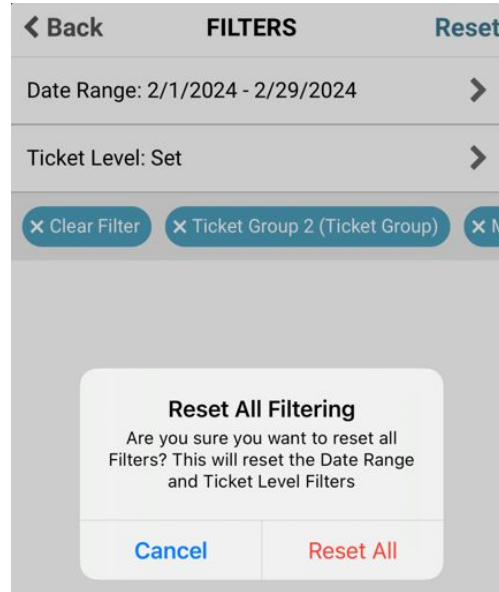 Back FILTERS Reset
Date Range: 2/1/2024 - 2/29/2024
Ticket Level: Set
× Clear Filter × Ticket Group 2 (Ticket Group) ×
Reset All Filtering
Are you sure you want to reset all
Filters? This will reset the Date Range
and Ticket Level Filters
Cancel Reset All